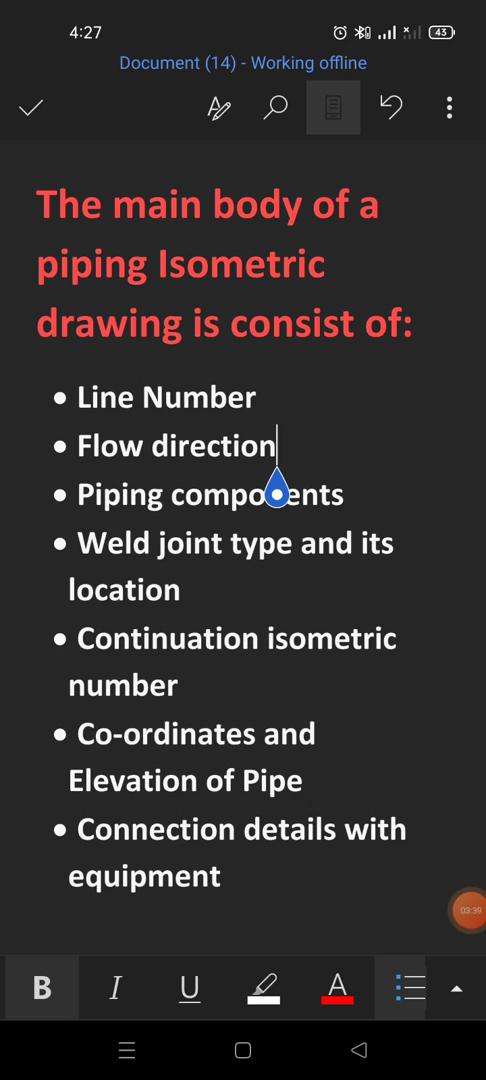 4:27
43
Document (14) - Working offline
The main body of a
piping Isometric
drawing is consist of:
• Line Number
• Flow direction
• Piping components
• Weld joint type and its
location
• Continuation isometric
number
• Co-ordinates and
Elevation of Pipe
• Connection details with
equipment
03:39
B I U A